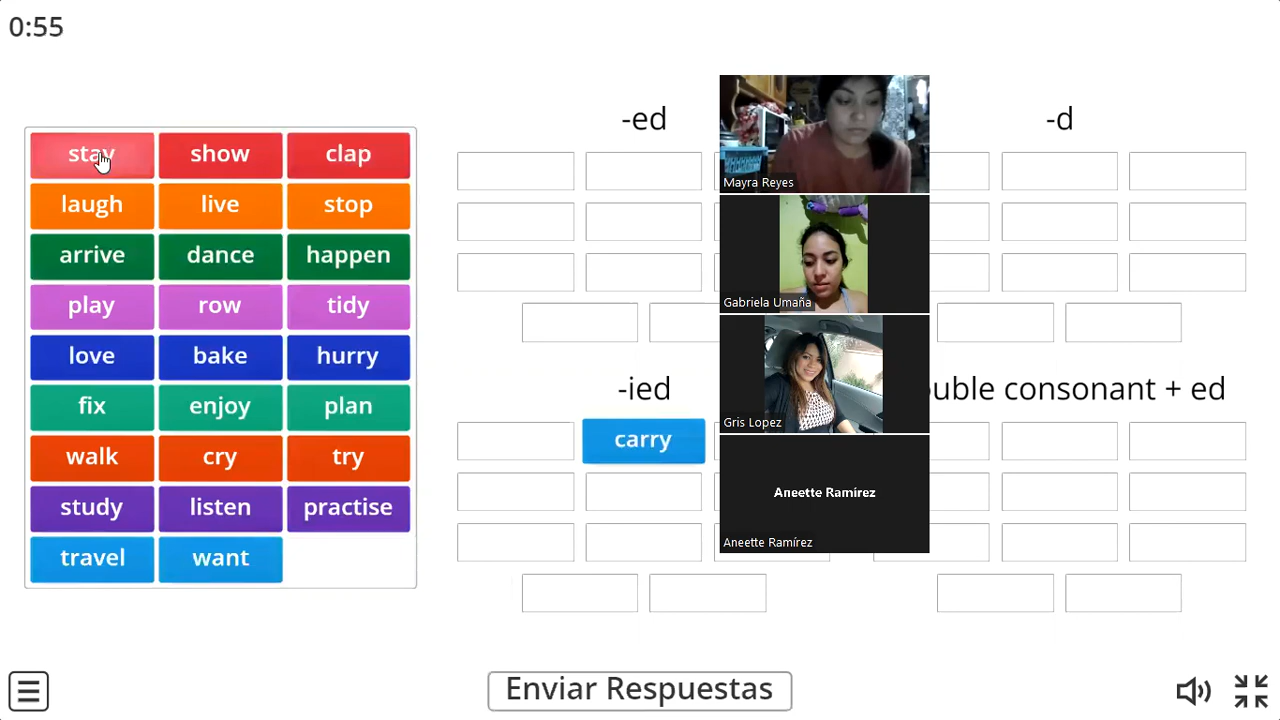 0:55
-ed
-d
stay show clap
laugh live stop
arrive dance happen
play row tidy
love bake hurry
fix enjoy plan
walk cry try
study listen practise
travel want
Mayra Reyes
Gabriela Umaña
Gris Lopez
Aneette Ramírez
Aneette Ramírez
-ied
carry
uble consonant + ed
Enviar Respuestas